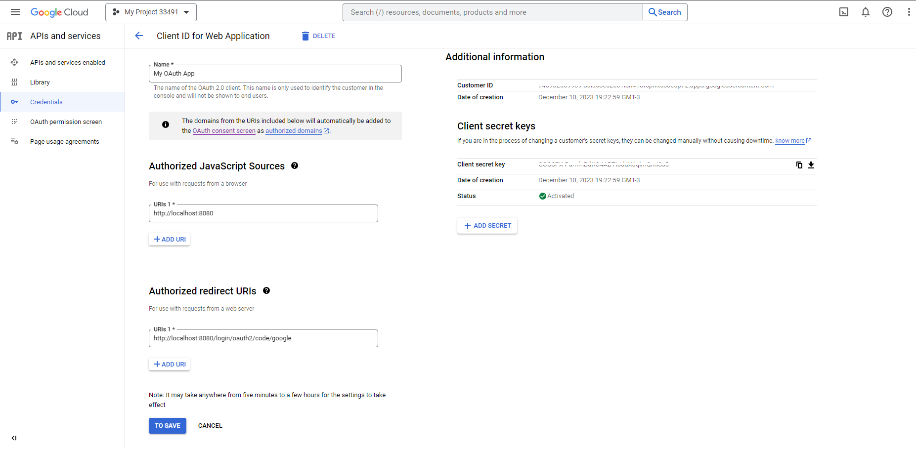 Google Cloud
My Project 33491
Search (/) resources, documents, products and more
Search
API APIs and services
Client ID for Web Application
DELETE
APIs and services enabled
Library
Credentials
OAuth permission screen
Page usage agreements
Name *
My OAuth App
The name of the OAuth 2.0 client. This name is only used to identify the customer in the
console and will not be shown to end users.
The domains from the URIs included below will automatically be added to
the OAuth consent screen as authorized domains.
Authorized JavaScript Sources
For use with requests from a browser
URIs 1 *
http://localhost:8080
+ ADD URI
Authorized redirect URIs
For use with requests from a web server
URIs 1 *
http://localhost:8080/login/oauth2/code/google
+ ADD URI
Note: It may take anywhere from five minutes to a few hours for the settings to take
effect
TO SAVE
CANCEL
Additional information
Customer ID
Date of creation December 10, 2023 19:22:59 GMT-3
Client secret keys
If you are in the process of changing a customer's secret keys, they can be changed manually without causing downtime. know more
Client secret key
Date of creation December 10, 2023 19:22:59 GMT-3
Status Activated
+ ADD SECRET